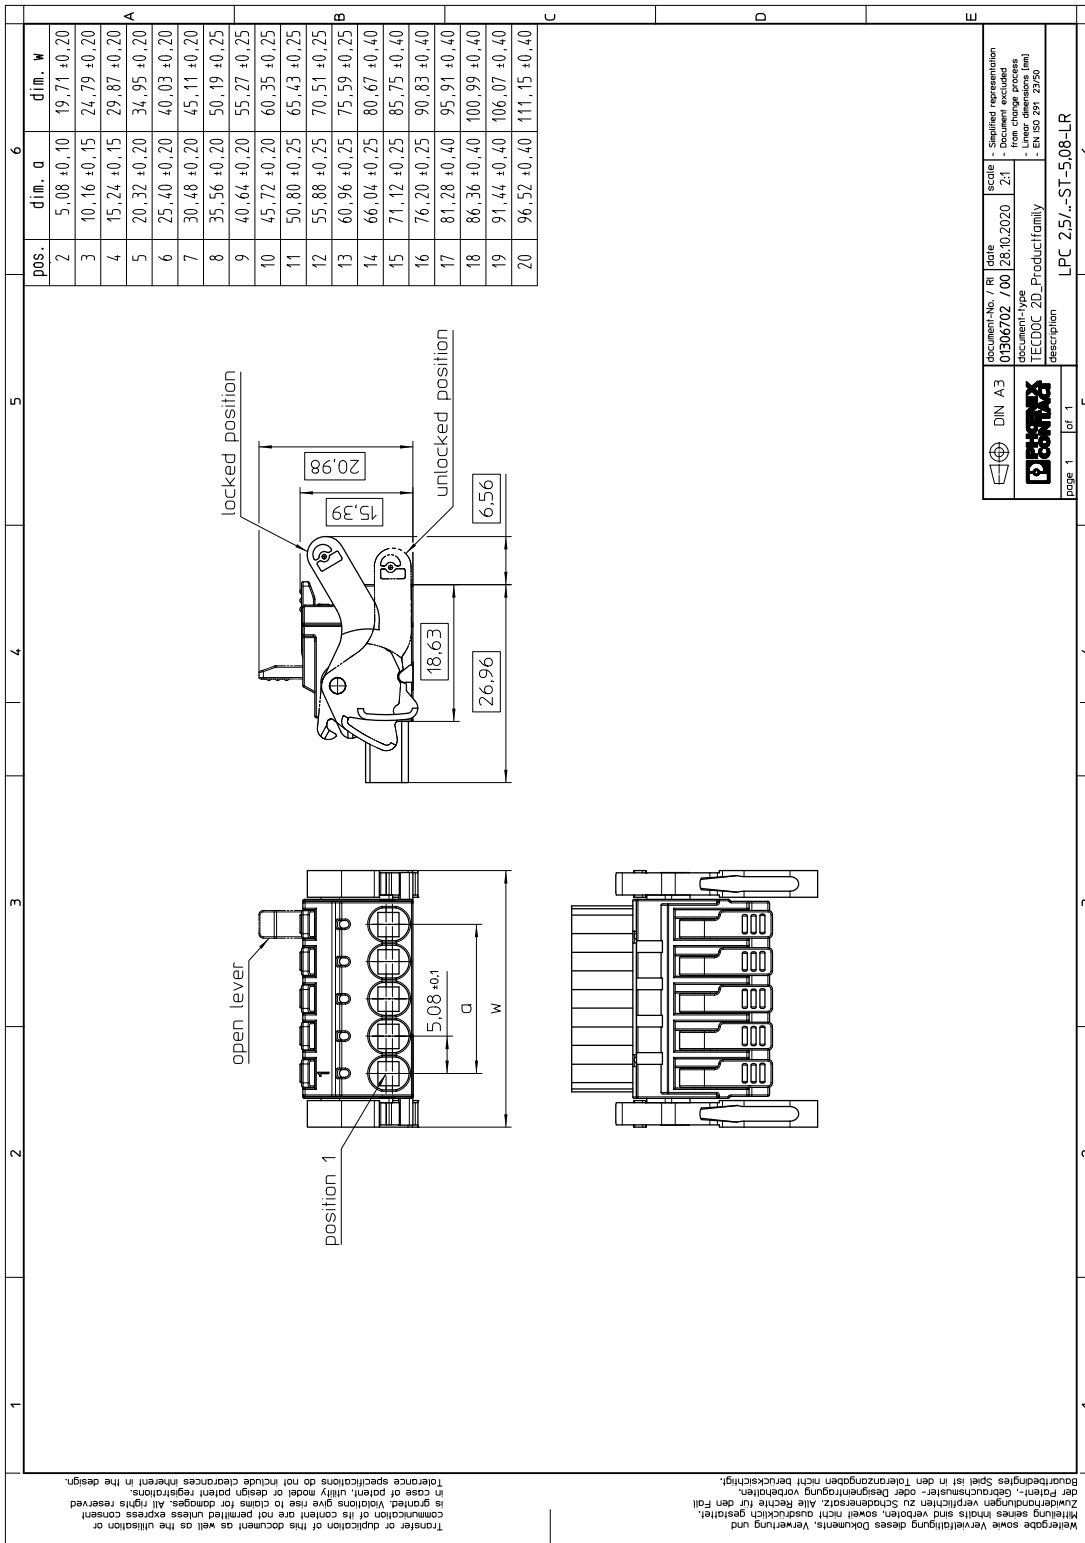 6
5
4
3
2
1
A
B
C
D
E
pos. dim. a dim. w
2 5,08 ±0,10 19,71 ±0,20
3 10,16 ±0,15 24,79 ±0,20
4 15,24 ±0,15 29,87 ±0,20
5 20,32 ±0,20 34,95 ±0,20
6 25,40 ±0,20 40,03 ±0,20
7 30,48 ±0,20 45,11 ±0,20
8 35,56 ±0,20 50,19 ±0,25
9 40,64 ±0,20 55,27 ±0,25
10 45,72 ±0,20 60,35 ±0,25
11 50,80 ±0,25 65,43 ±0,25
12 55,88 ±0,25 70,51 ±0,25
13 60,96 ±0,25 75,59 ±0,25
14 66,04 ±0,25 80,67 ±0,40
15 71,12 ±0,25 85,75 ±0,40
16 76,20 ±0,25 90,83 ±0,40
17 81,28 ±0,40 95,91 ±0,40
18 86,36 ±0,40 100,99 ±0,40
19 91,44 ±0,40 106,07 ±0,40
20 96,52 ±0,40 111,15 ±0,40
locked position
20,98
15,39
unlocked position
6,56
18,63
26,96
open lever
1
5,08 ±0,1
a
w
position 1
DIN A3
document-No. / RI
01306702 / 00
date
28.10.2020
scale
2:1
- Simplified representation
- Document excluded
from change process
- Linear dimensions [mm]
- EN ISO 291 23/50
PHOENIX
CONTACT
document-type
TECDOC 2D_Productfamily
description
LPC 2,5/..-ST-5,08-LR
page 1 of 1
Transfer or duplication of this document as well as the utilisation or
communication of its content are not permitted unless express consent
is granted. Violations give rise to claims for damages. All rights reserved
in case of patent, utility model or design patent registrations.
Tolerance specifications do not include clearances inherent in the design.
Weitergabe sowie Vervielfältigung dieses Dokuments, Verwertung und
Mitteilung seines Inhalts sind verboten, soweit nicht ausdrücklich gestattet.
Zuwiderhandlungen verpflichten zu Schadenersatz. Alle Rechte für den Fall
der Patent-, Gebrauchsmuster- oder Designeintragung vorbehalten.
Bauartbedingtes Spiel ist in den Toleranzangaben nicht berücksichtigt.